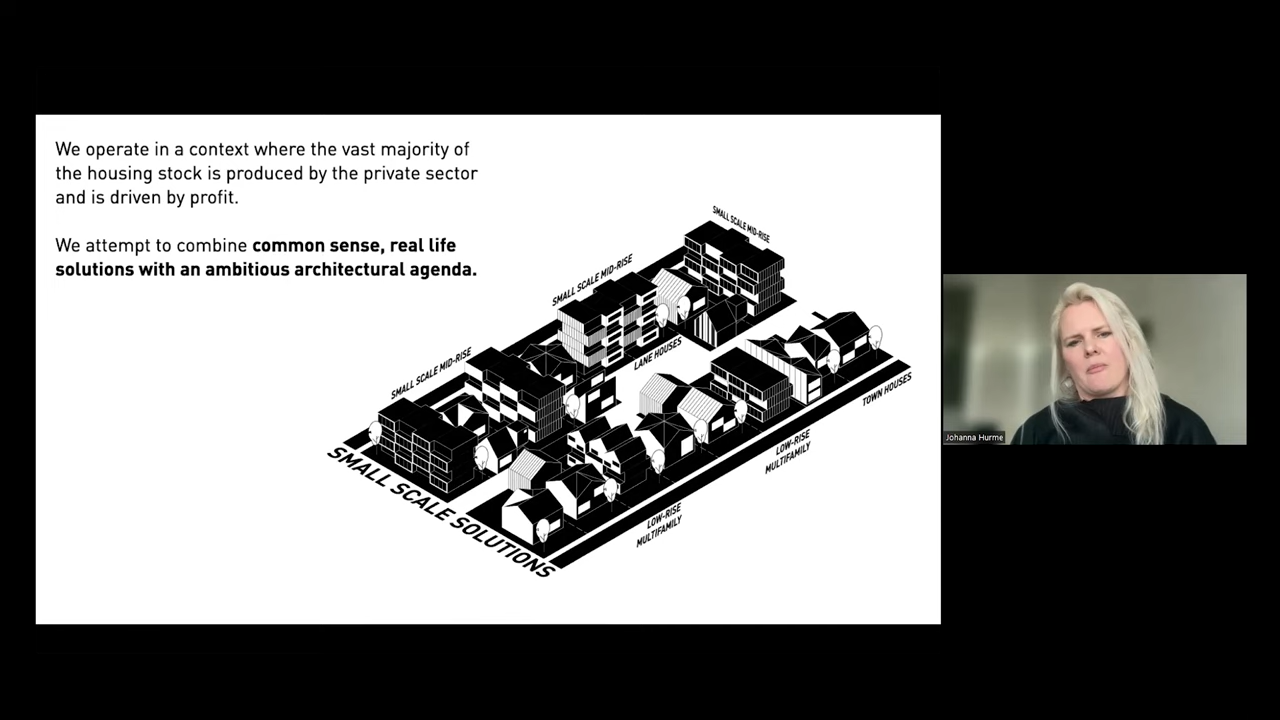 We operate in a context where the vast majority of
the housing stock is produced by the private sector
and is driven by profit.
We attempt to combine common sense, real life
solutions with an ambitious architectural agenda.
SMALL SCALE MID-RISE
SMALL SCALE MID-RISE
SMALL SCALE MID-RISE
LANE HOUSES
TOWN HOUSES
LOW-RISE
MULTIFAMILY
LOW-RISE
MULTIFAMILY
SMALL SCALE SOLUTIONS
Johanna Hurme